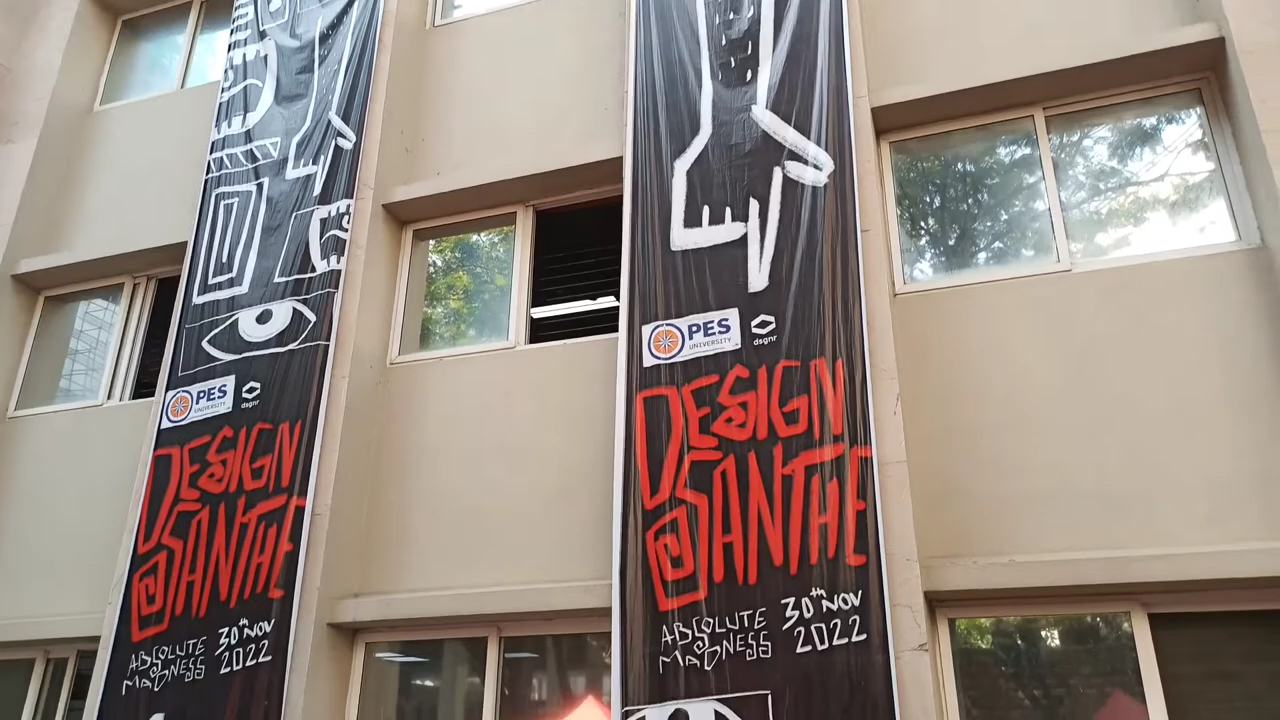 PES
UNIVERSITY
dsgnr
DESIGN
SANTHE
ABSOLUTE
MADNESS
30th NOV
2022
PES
UNIVERSITY
dsgnr
DESIGN
SANTHE
ABSOLUTE
MADNESS
30th NOV
2022